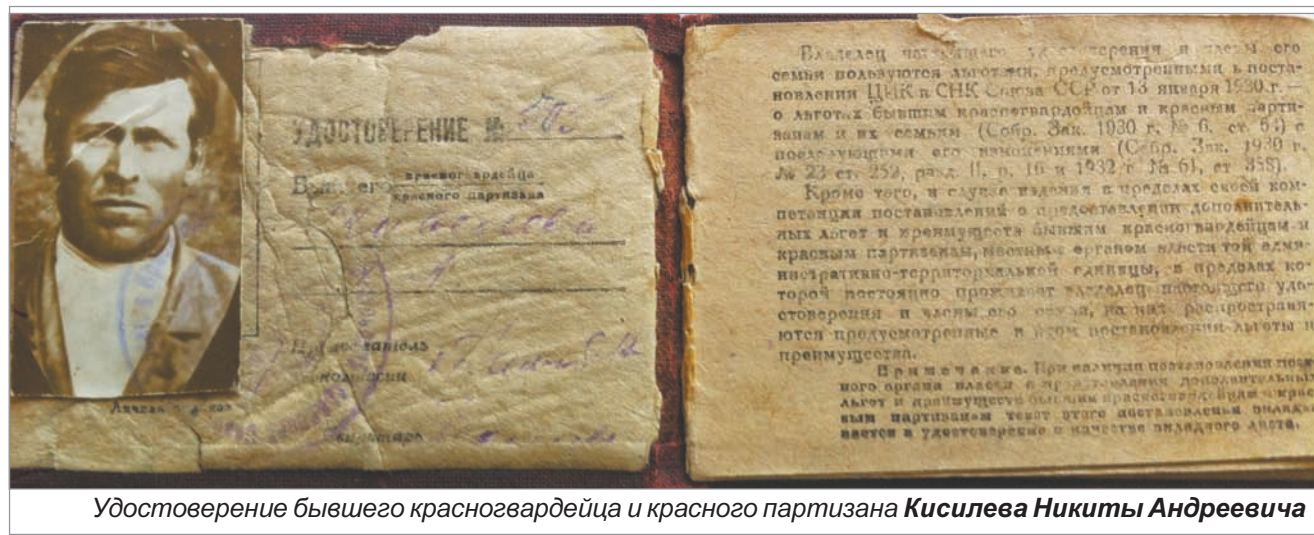 УДОСТОВЕРЕНИЕ №
Бывшего красногвардейца
красного партизана
Председатель
комиссии
Секретарь
Владелец настоящего удостоверения и члены его
семьи пользуются льготами, предусмотренными в поста-
новлении ЦИК и СНК Союза ССР от 13 января 1930 г. —
о льготах бывшим красногвардейцам и красным парти-
занам и их семьям (Собр. Зак. 1930 г. № 6, ст. 64) с
последующими его изменениями (Собр. Зак. 1930 г.
№ 23 ст. 252, разд. II, п. 16 и 1932 г. № 61, ст 358).
Кроме того, в случае издания в пределах своей ком-
петенции постановлений о предоставлении дополнитель-
ных льгот и преимуществ бывшим красногвардейцам и
красным партизанам, местным органом власти той адми-
нистративно-территориальной единицы, в пределах ко-
торой постоянно проживает владелец настоящего удо-
стоверения и члены его семьи, на них распространя-
ются предусмотренные в этом постановлении льготы и
преимущества.
Примечание. При наличии постановления мест-
ного органа власти о предоставлении дополнительных
льгот и преимуществ бывшим красногвардейцам и крас-
ным партизанам текст этого постановления вклады-
вается в удостоверение в качестве вкладного листа.
Удостоверение бывшего красногвардейца и красного партизана Кисилева Никиты Андреевича